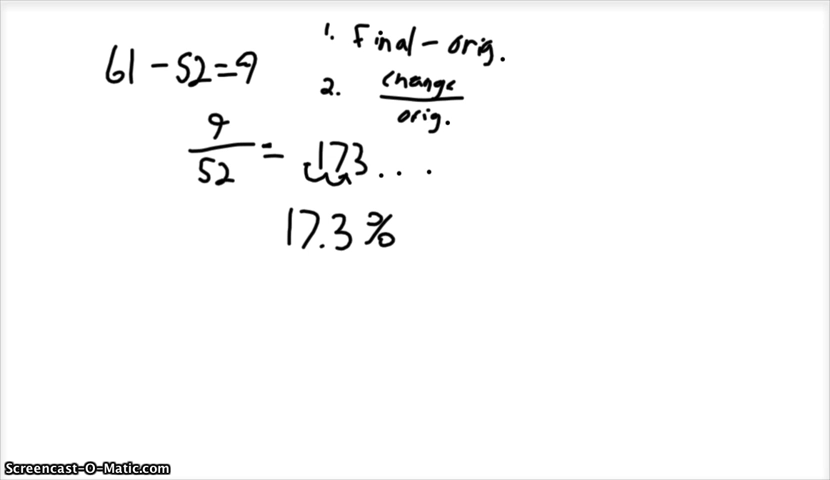 61 - 52 = 9
1. Final - orig.
2. change / orig.
9 / 52 = .173...
17.3%
Screencast-O-Matic.com